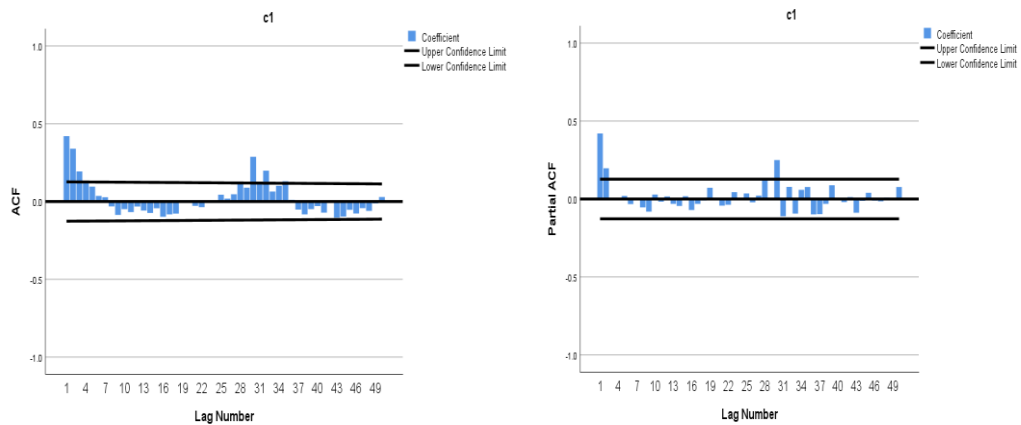 c1
Coefficient
Upper Confidence Limit
Lower Confidence Limit
1.0
0.5
0.0
-0.5
-1.0
ACF
1 4 7 10 13 16 19 22 25 28 31 34 37 40 43 46 49
Lag Number
c1
Coefficient
Upper Confidence Limit
Lower Confidence Limit
1.0
0.5
0.0
-0.5
-1.0
Partial ACF
1 4 7 10 13 16 19 22 25 28 31 34 37 40 43 46 49
Lag Number